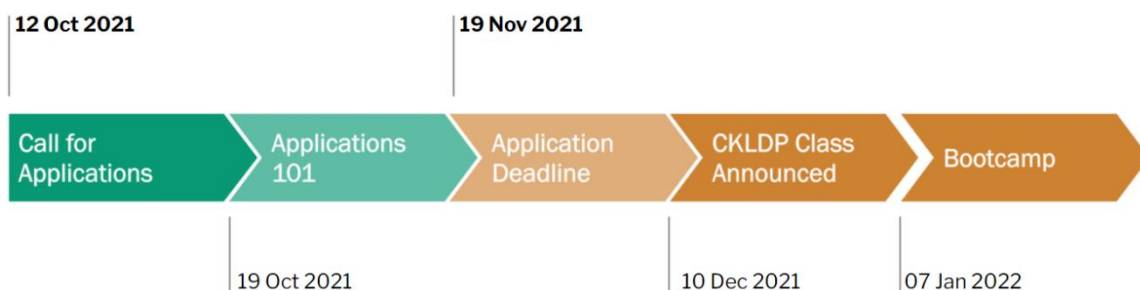 12 Oct 2021
19 Nov 2021
Call for
Applications
Applications
101
Application
Deadline
CKLDP Class
Announced
Bootcamp
19 Oct 2021
10 Dec 2021
07 Jan 2022